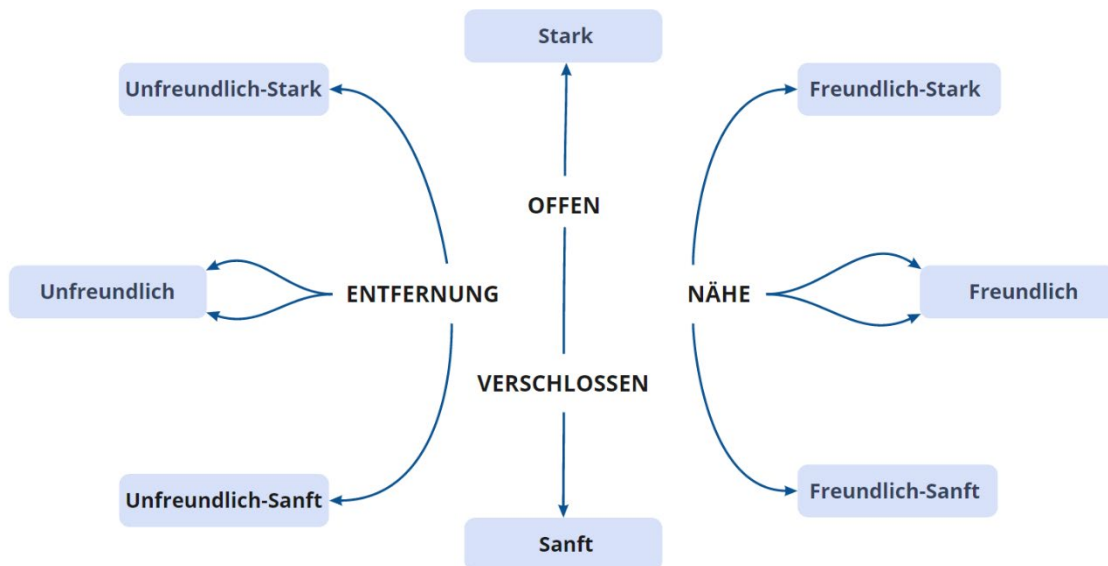 Stark
Unfreundlich-Stark
Freundlich-Stark
OFFEN
Unfreundlich
ENTFERNUNG
NÄHE
Freundlich
VERSCHLOSSEN
Unfreundlich-Sanft
Freundlich-Sanft
Sanft